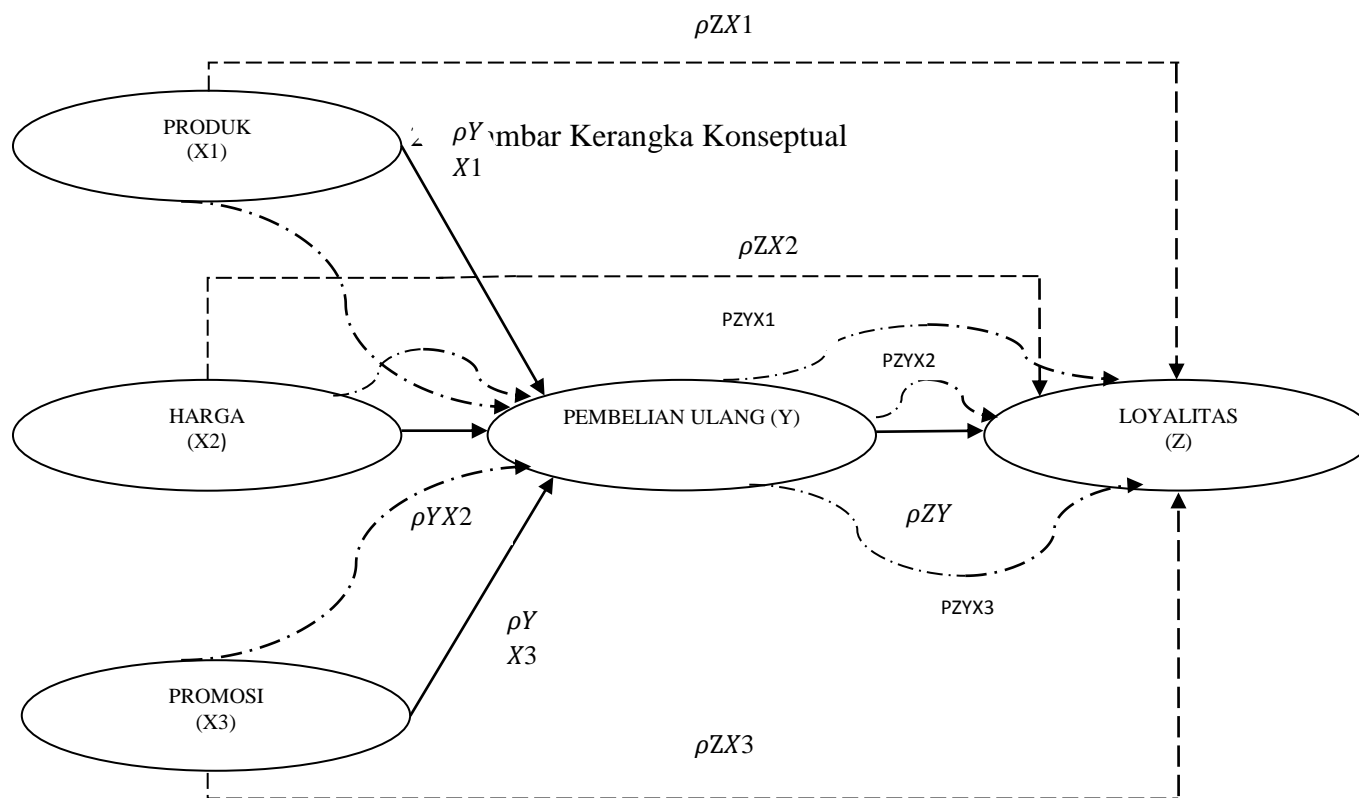 ρZX1
PRODUK
(X1)
2 ρY mbar Kerangka Konseptual
X1
ρZX2
PZYX1
PZYX2
HARGA
(X2)
PEMBELIAN ULANG (Y)
LOYALITAS
(Z)
ρYX2
ρZY
PZYX3
ρY
X3
PROMOSI
(X3)
ρZX3